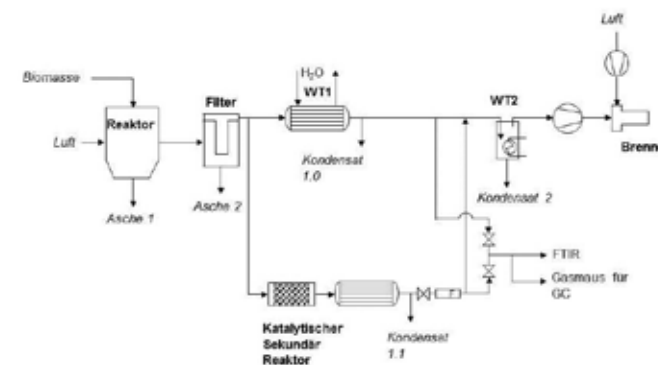 Luft
Biomasse
H₂O
WT1
Filter
WT2
Reaktor
Luft
Brenn
Kondensat
1.0
Kondensat 2
Asche 1
Asche 2
FTIR
Gasmaus für
GC
Katalytischer
Sekundär
Reaktor
Kondensat
1.1